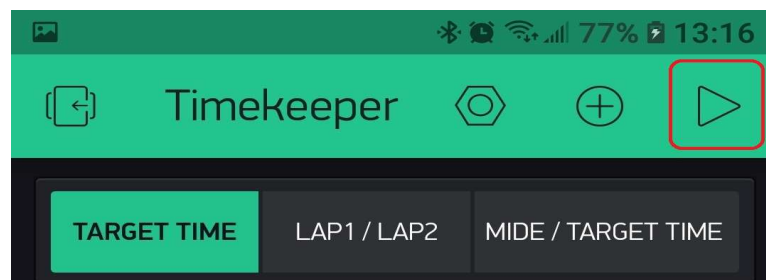 77% 13:16
Timekeeper
TARGET TIME LAP1 / LAP2 MIDE / TARGET TIME